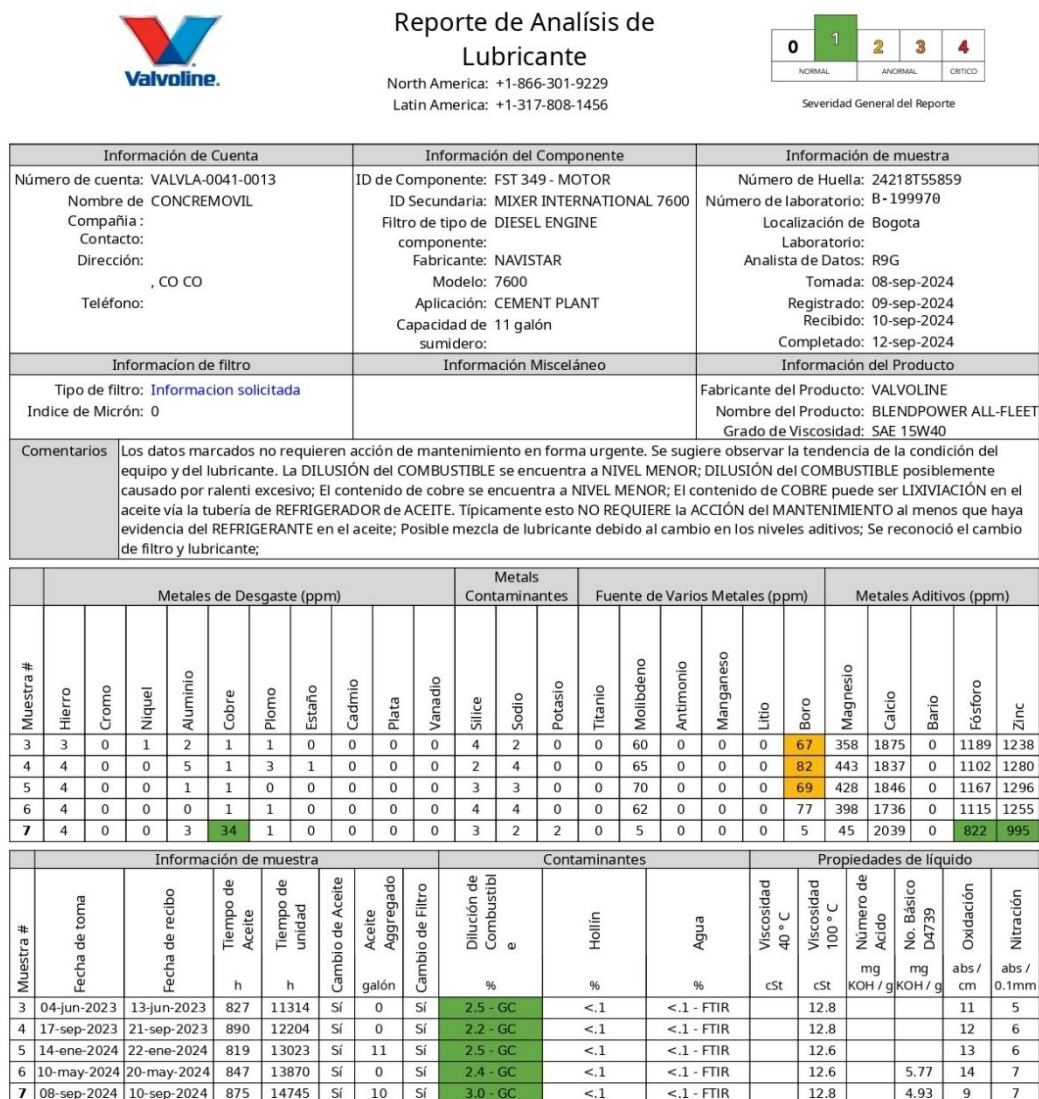 Valvoline.
Reporte de Analísis de
Lubricante
North America: +1-866-301-9229
Latin America: +1-317-808-1456
0 1 2 3 4
NORMAL ANORMAL CRITICO
Severidad General del Reporte
Información de Cuenta
Número de cuenta: VALVLA-0041-0013
Nombre de CONCREMOVIL
Compañia :
Contacto:
Dirección:
, CO CO
Teléfono:
Información del Componente
ID de Componente: FST 349 - MOTOR
ID Secundaria: MIXER INTERNATIONAL 7600
Filtro de tipo de DIESEL ENGINE
componente:
Fabricante: NAVISTAR
Modelo: 7600
Aplicación: CEMENT PLANT
Capacidad de 11 galón
sumidero:
Información de muestra
Número de Huella: 24218T55859
Número de laboratorio: B-199970
Localización de Bogota
Laboratorio:
Analista de Datos: R9G
Tomada: 08-sep-2024
Registrado: 09-sep-2024
Recibido: 10-sep-2024
Completado: 12-sep-2024
Informacíon de filtro
Tipo de filtro: Informacion solicitada
Indice de Micrón: 0
Información Misceláneo
Información del Producto
Fabricante del Producto: VALVOLINE
Nombre del Producto: BLENDPOWER ALL-FLEET
Grado de Viscosidad: SAE 15W40
Comentarios
Los datos marcados no requieren acción de mantenimiento en forma urgente. Se sugiere observar la tendencia de la condición del
equipo y del lubricante. La DILUSIÓN del COMBUSTIBLE se encuentra a NIVEL MENOR; DILUSIÓN del COMBUSTIBLE posiblemente
causado por ralenti excesivo; El contenido de cobre se encuentra a NIVEL MENOR; El contenido de COBRE puede ser LIXIVIACIÓN en el
aceite vía la tubería de REFRIGERADOR de ACEITE. Típicamente esto NO REQUIERE la ACCIÓN del MANTENIMIENTO al menos que haya
evidencia del REFRIGERANTE en el aceite; Posible mezcla de lubricante debido al cambio en los niveles aditivos; Se reconoció el cambio
de filtro y lubricante;
Metales de Desgaste (ppm) Metals Contaminantes Fuente de Varios Metales (ppm) Metales Aditivos (ppm)
Muestra # Hierro Cromo Niquel Aluminio Cobre Plomo Estaño Cadmio Plata Vanadio Silice Sodio Potasio Titanio Molibdeno Antimonio Manganeso Litio Boro Magnesio Calcio Bario Fósforo Zinc
3 3 0 1 2 1 1 0 0 0 0 4 2 0 0 60 0 0 0 67 358 1875 0 1189 1238
4 4 0 0 5 1 3 1 0 0 0 2 4 0 0 65 0 0 0 82 443 1837 0 1102 1280
5 4 0 0 1 1 0 0 0 0 0 3 3 0 0 70 0 0 0 69 428 1846 0 1167 1296
6 4 0 0 0 1 1 0 0 0 0 4 4 0 0 62 0 0 0 77 398 1736 0 1115 1255
7 4 0 0 3 34 1 0 0 0 0 3 2 2 0 5 0 0 0 5 45 2039 0 822 995
Información de muestra Contaminantes Propiedades de líquido
Muestra # Fecha de toma Fecha de recibo Tiempo de Aceite Tiempo de unidad Cambio de Aceite Aceite Aggregado Cambio de Filtro Dilución de Combustibl e Hollín Agua Viscosidad 40 ° C Viscosidad 100 ° C Número de Acido No. Básico D4739 Oxidación Nitración
h h galón % % % cSt cSt mg KOH / g mg KOH / g abs / cm abs / 0.1mm
3 04-jun-2023 13-jun-2023 827 11314 Sí 0 Sí 2.5 - GC <.1 <.1 - FTIR 12.8 11 5
4 17-sep-2023 21-sep-2023 890 12204 Sí 0 Sí 2.2 - GC <.1 <.1 - FTIR 12.8 12 6
5 14-ene-2024 22-ene-2024 819 13023 Sí 11 Sí 2.5 - GC <.1 <.1 - FTIR 12.6 13 6
6 10-may-2024 20-may-2024 847 13870 Sí 0 Sí 2.4 - GC <.1 <.1 - FTIR 12.6 5.77 14 7
7 08-sep-2024 10-sep-2024 875 14745 Sí 10 Sí 3.0 - GC <.1 <.1 - FTIR 12.8 4.93 9 7